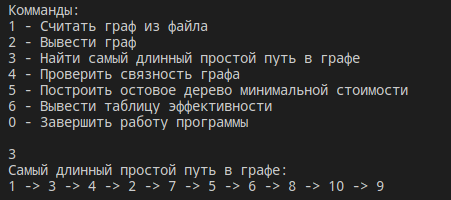 Комманды:
1 - Считать граф из файла
2 - Вывести граф
3 - Найти самый длинный простой путь в графе
4 - Проверить связность графа
5 - Построить остовое дерево минимальной стоимости
6 - Вывести таблицу эффективности
0 - Завершить работу программы
3
Самый длинный простой путь в графе:
1 -> 3 -> 4 -> 2 -> 7 -> 5 -> 6 -> 8 -> 10 -> 9